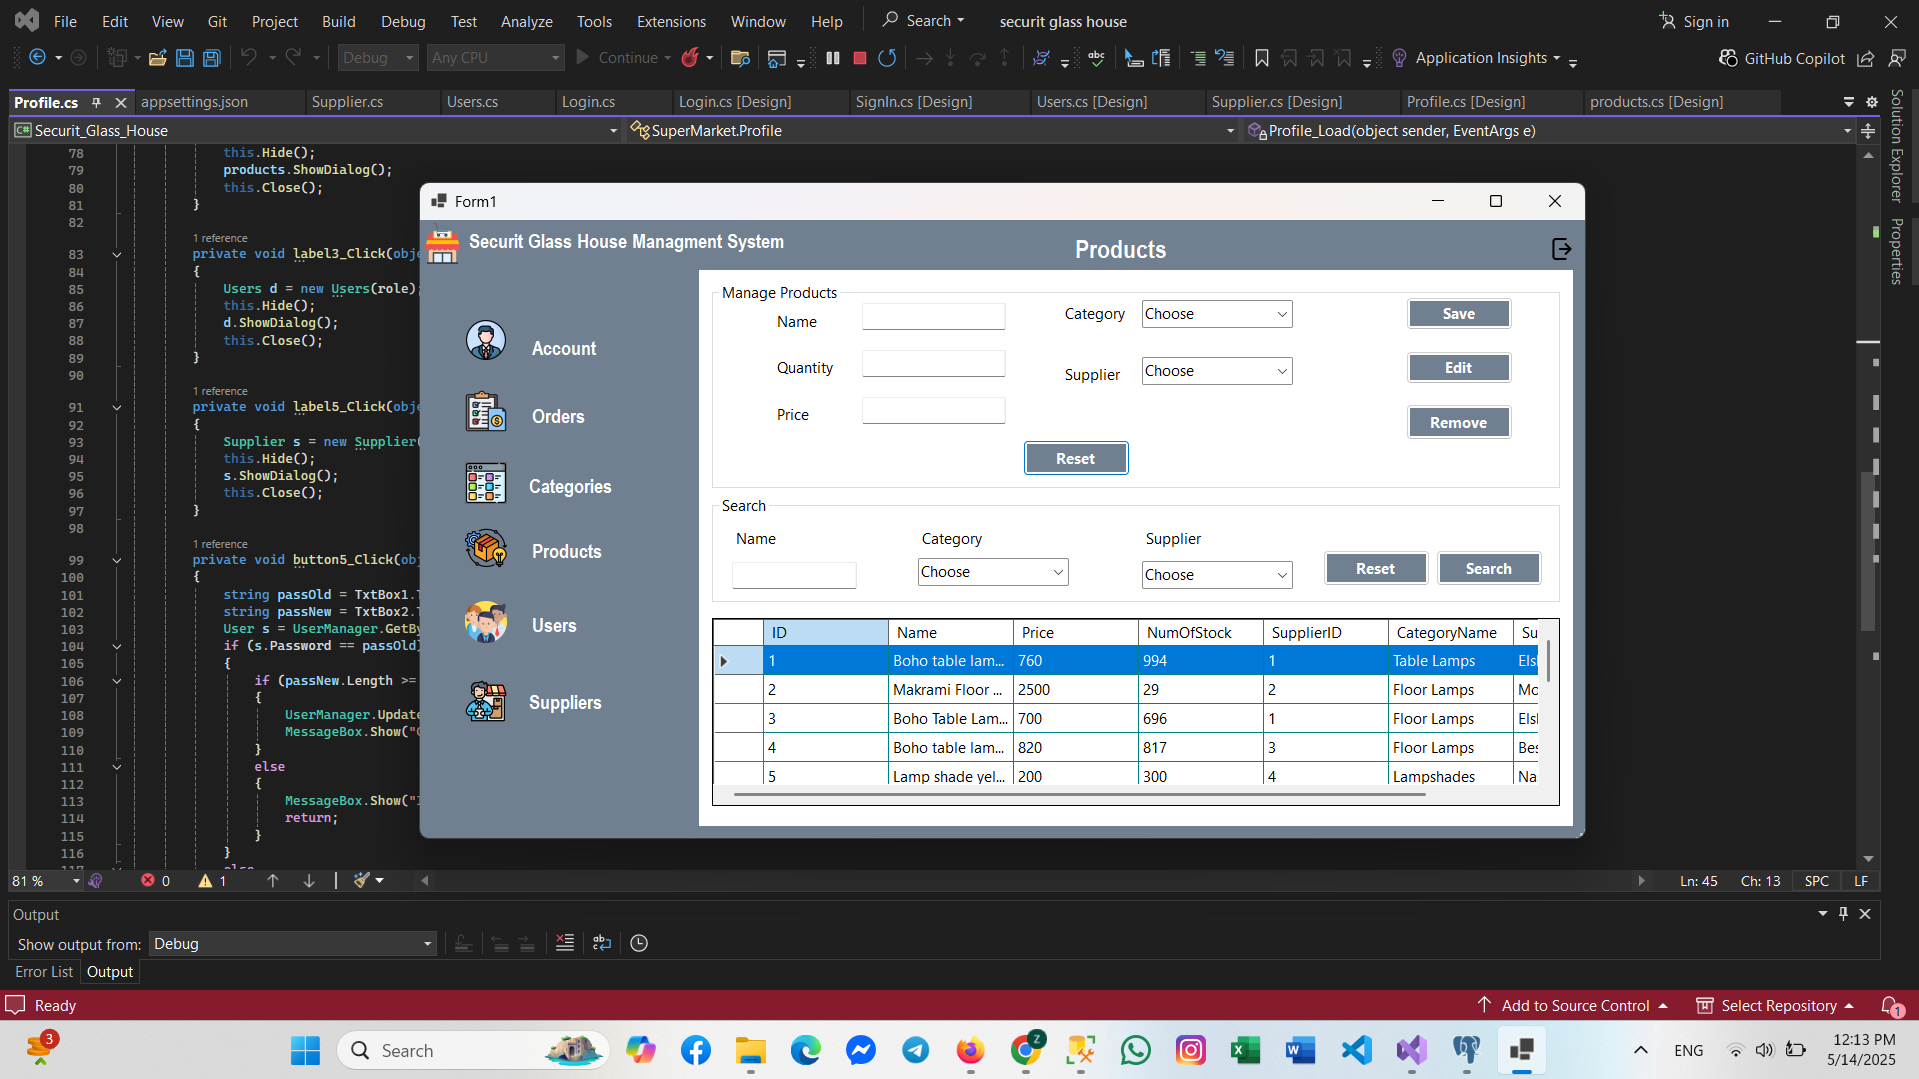 File Edit View Git Project Build Debug Test Analyze Tools Extensions Window Help Search securit glass house Sign in
Debug Any CPU Continue Application Insights GitHub Copilot
Profile.cs appsettings.json Supplier.cs Users.cs Login.cs Login.cs [Design] SignIn.cs [Design] Users.cs [Design] Supplier.cs [Design] Profile.cs [Design] products.cs [Design]
Securit_Glass_House SuperMarket.Profile Profile_Load(object sender, EventArgs e)
Solution Explorer
Properties
78 this.Hide();
79 products.ShowDialog();
80 this.Close();
81 }
82
1 reference
83 private void label3_Click(obje
84 {
85 Users d = new Users(role);
86 this.Hide();
87 d.ShowDialog();
88 this.Close();
89 }
90
1 reference
91 private void label5_Click(obje
92 {
93 Supplier s = new Supplier(
94 this.Hide();
95 s.ShowDialog();
96 this.Close();
97 }
98
1 reference
99 private void button5_Click(ob
100 {
101 string passOld = TxtBox1.
102 string passNew = TxtBox2.
103 User s = UserManager.GetBy
104 if (s.Password == passOld)
105 {
106 if (passNew.Length >=
107 {
108 UserManager.Update
109 MessageBox.Show("
110 }
111 else
112 {
113 MessageBox.Show("
114 return;
115 }
116 }
117 else
Form1
Securit Glass House Managment System
Products
Account
Orders
Categories
Products
Users
Suppliers
Manage Products
Name Category Choose Save
Quantity Supplier Choose Edit
Price Remove
Reset
Search
Name Category Supplier
Choose Choose Reset Search
ID Name Price NumOfStock SupplierID CategoryName Su
1 Boho table lam... 760 994 1 Table Lamps Els
2 Makrami Floor ... 2500 29 2 Floor Lamps Mo
3 Boho Table Lam... 700 696 1 Floor Lamps Els
4 Boho table lam... 820 817 3 Floor Lamps Bes
5 Lamp shade yel... 200 300 4 Lampshades Na
81 % 0 1 Ln: 45 Ch: 13 SPC LF
Output
Show output from: Debug
Error List Output
Ready Add to Source Control Select Repository 1
3 Search Z ENG 12:13 PM
5/14/2025